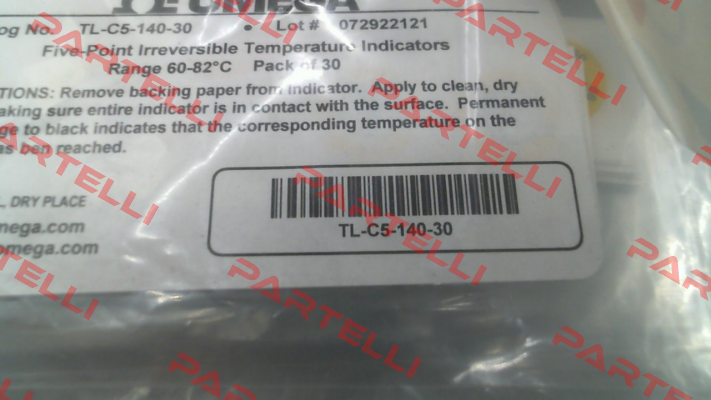 OMEGA
og No. TL-C5-140-30 • Lot # 072922121
Five-Point Irreversible Temperature Indicators
Range 60-82°C Pack of 30
TIONS: Remove backing paper from indicator. Apply to clean, dry
aking sure entire indicator is in contact with the surface. Permanent
ge to black indicates that the corresponding temperature on the
as ben reached.
, DRY PLACE
mega.com
omega.com
TL-C5-140-30
PARTELLI
PARTELLI
PARTELLI
PARTELLI
PARTELLI
PARTELLI
PARTELLI
PARTELLI
PARTELLI